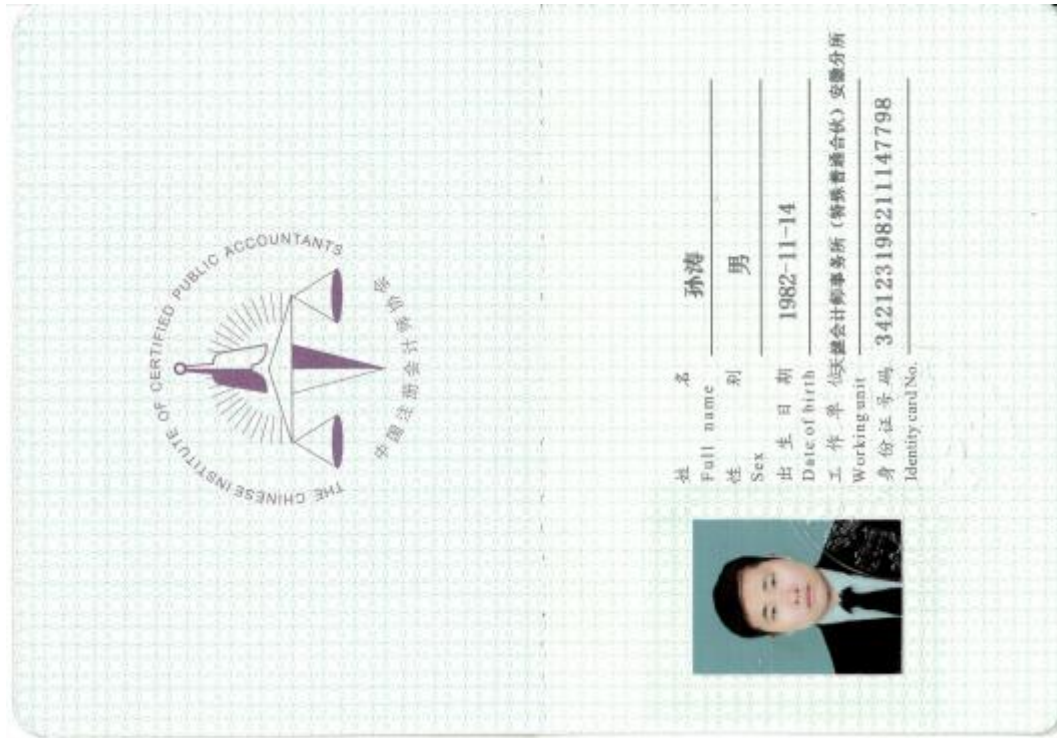 THE CHINESE INSTITUTE OF CERTIFIED PUBLIC ACCOUNTANTS
中国注册会计师协会
姓 名 孙涛
Full name
性 别 男
Sex
出 生 日 期 1982-11-14
Date of birth
工 作 单 位天健会计师事务所（特殊普通合伙）安徽分所
Working unit
身份证号码 342123198211147798
Identity card No.